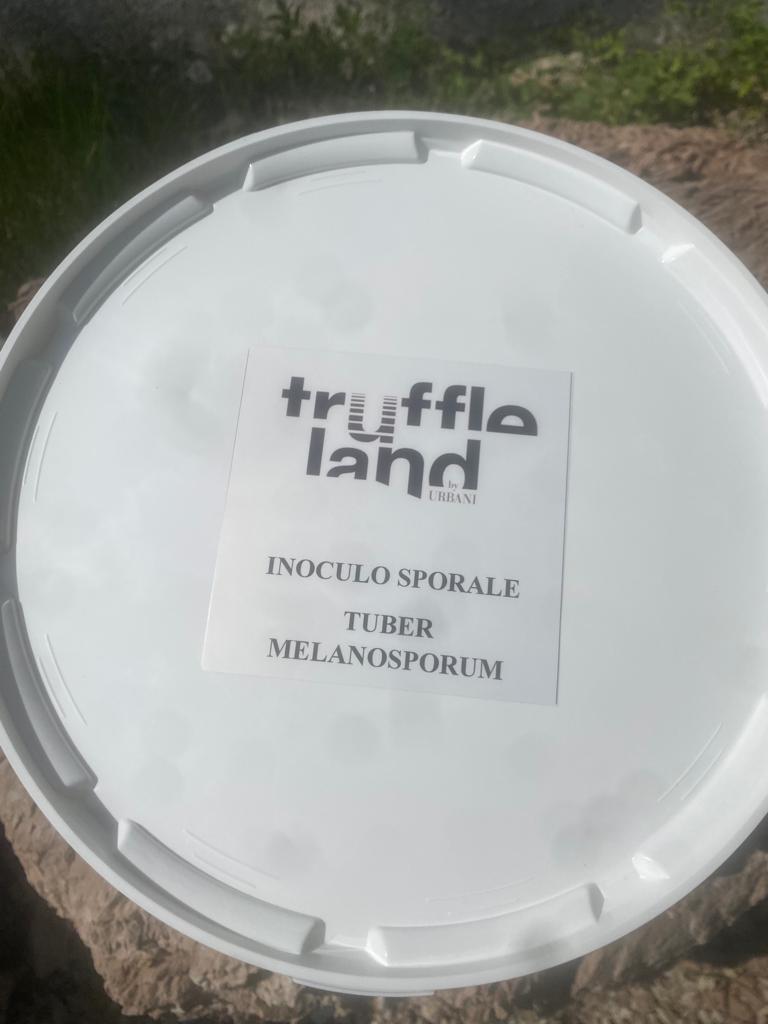 truffle
land
by
URBANI
INOCULO SPORALE
TUBER
MELANOSPORUM